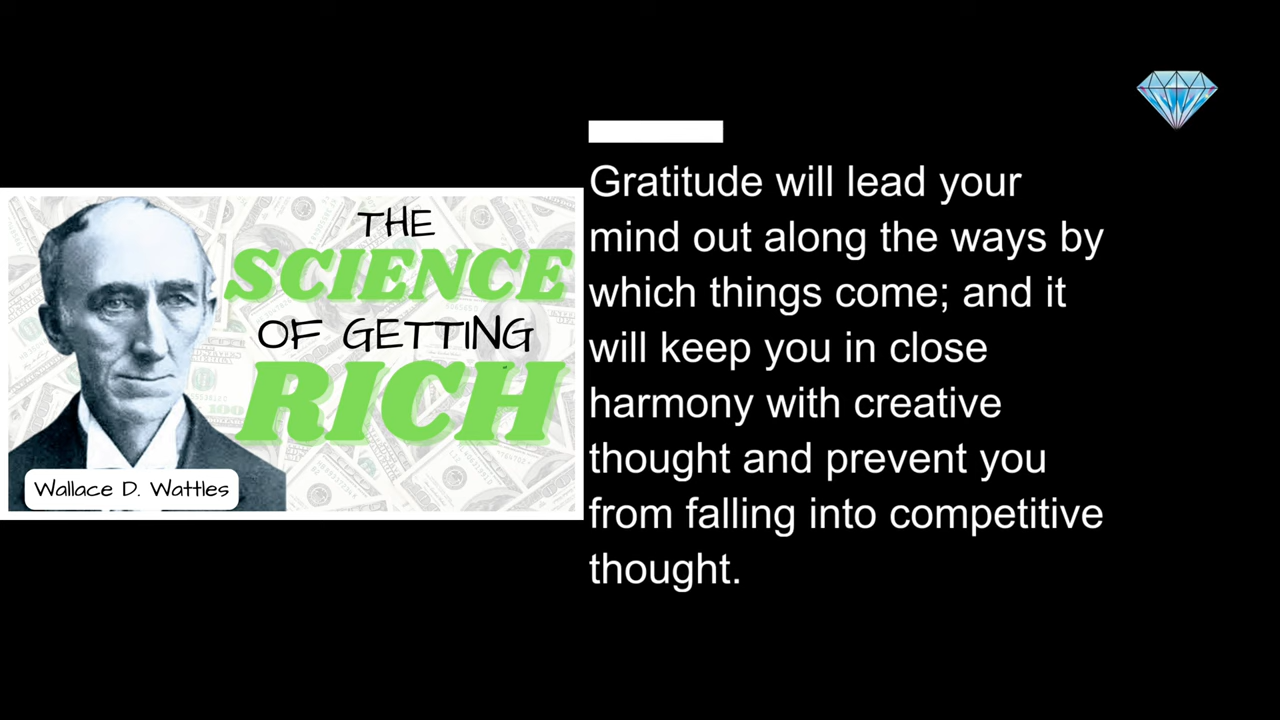 THE
SCIENCE
OF GETTING
RICH
Wallace D. Wattles
Gratitude will lead your
mind out along the ways by
which things come; and it
will keep you in close
harmony with creative
thought and prevent you
from falling into competitive
thought.